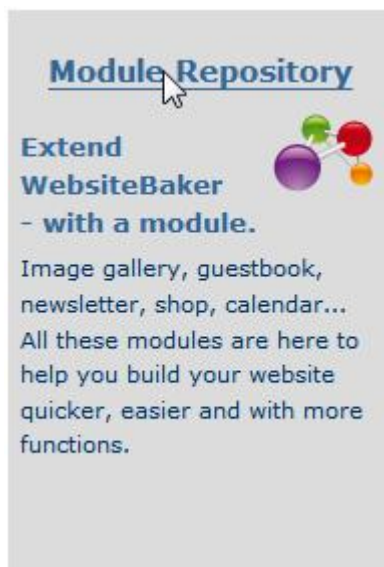 Module Repository
Extend
WebsiteBaker
- with a module.
Image gallery, guestbook,
newsletter, shop, calendar...
All these modules are here to
help you build your website
quicker, easier and with more
functions.